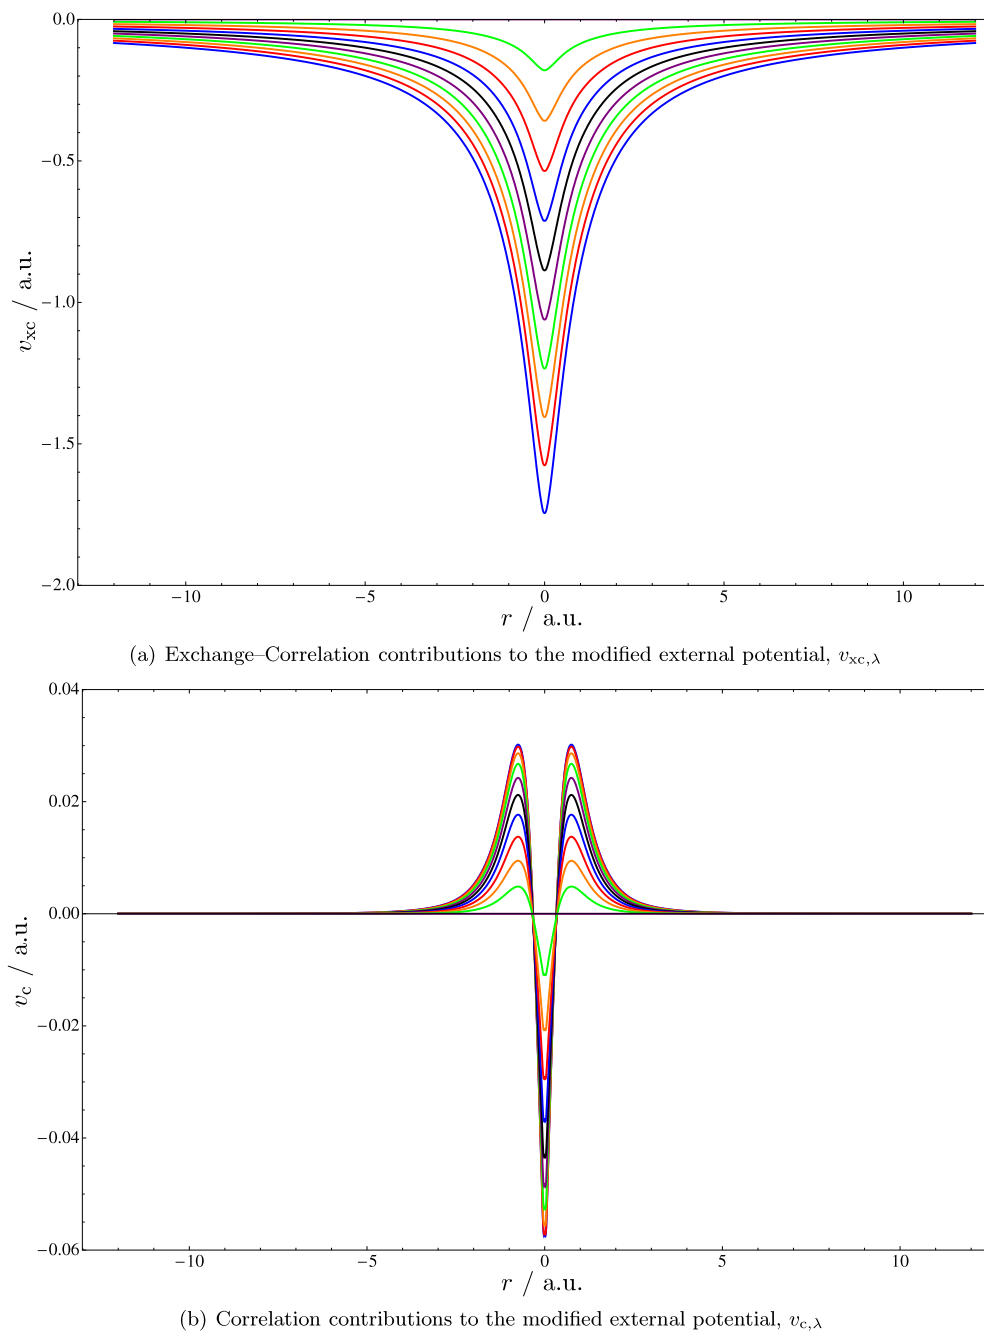 0.0
−0.5
−1.0
−1.5
−2.0
v_xc / a.u.
−10 −5 0 5 10
r / a.u.
(a) Exchange–Correlation contributions to the modified external potential, v_xc,λ
0.04
0.02
0.00
−0.02
−0.04
−0.06
v_c / a.u.
−10 −5 0 5 10
r / a.u.
(b) Correlation contributions to the modified external potential, v_c,λ